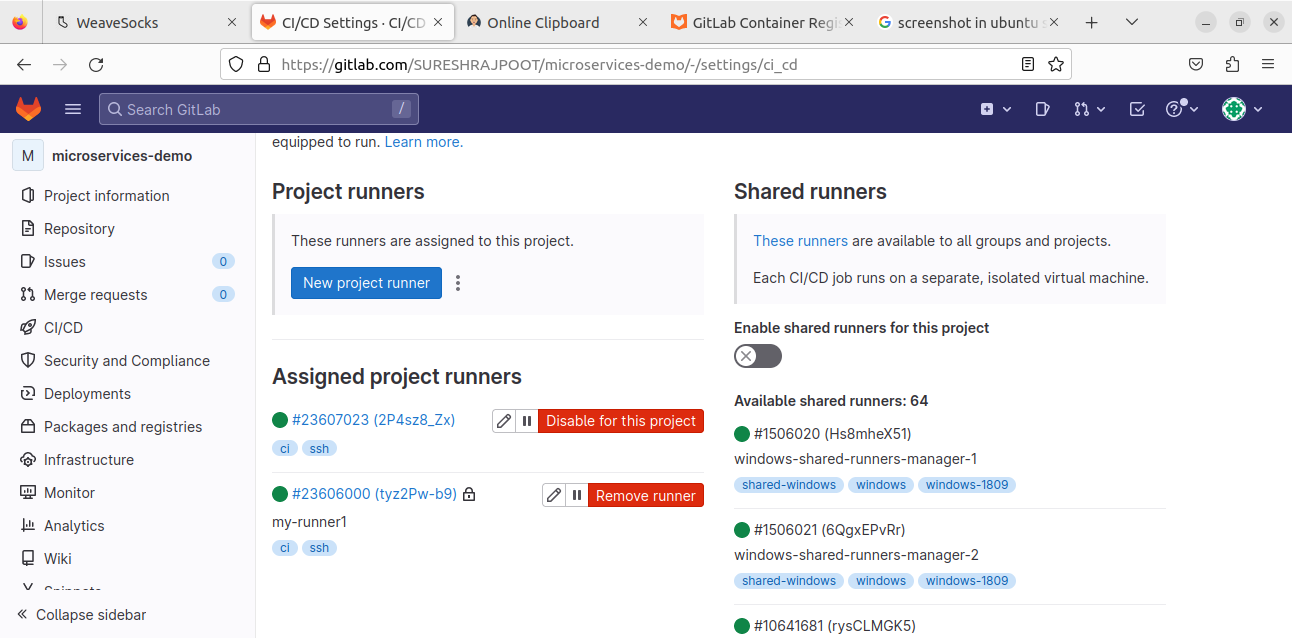 WeaveSocks
CI/CD Settings · CI/CD
Online Clipboard
GitLab Container Regi
screenshot in ubuntu s
https://gitlab.com/SURESHRAJPOOT/microservices-demo/-/settings/ci_cd
Search GitLab
/
M microservices-demo
Project information
Repository
Issues 0
Merge requests 0
CI/CD
Security and Compliance
Deployments
Packages and registries
Infrastructure
Monitor
Analytics
Wiki
Snippets
Collapse sidebar
equipped to run. Learn more.
Project runners
These runners are assigned to this project.
New project runner
Assigned project runners
#23607023 (2P4sz8_Zx)
Disable for this project
ci ssh
#23606000 (tyz2Pw-b9)
Remove runner
my-runner1
ci ssh
Shared runners
These runners are available to all groups and projects.
Each CI/CD job runs on a separate, isolated virtual machine.
Enable shared runners for this project
Available shared runners: 64
#1506020 (Hs8mheX51)
windows-shared-runners-manager-1
shared-windows windows windows-1809
#1506021 (6QgxEPvRr)
windows-shared-runners-manager-2
shared-windows windows windows-1809
#10641681 (rysCLMGK5)